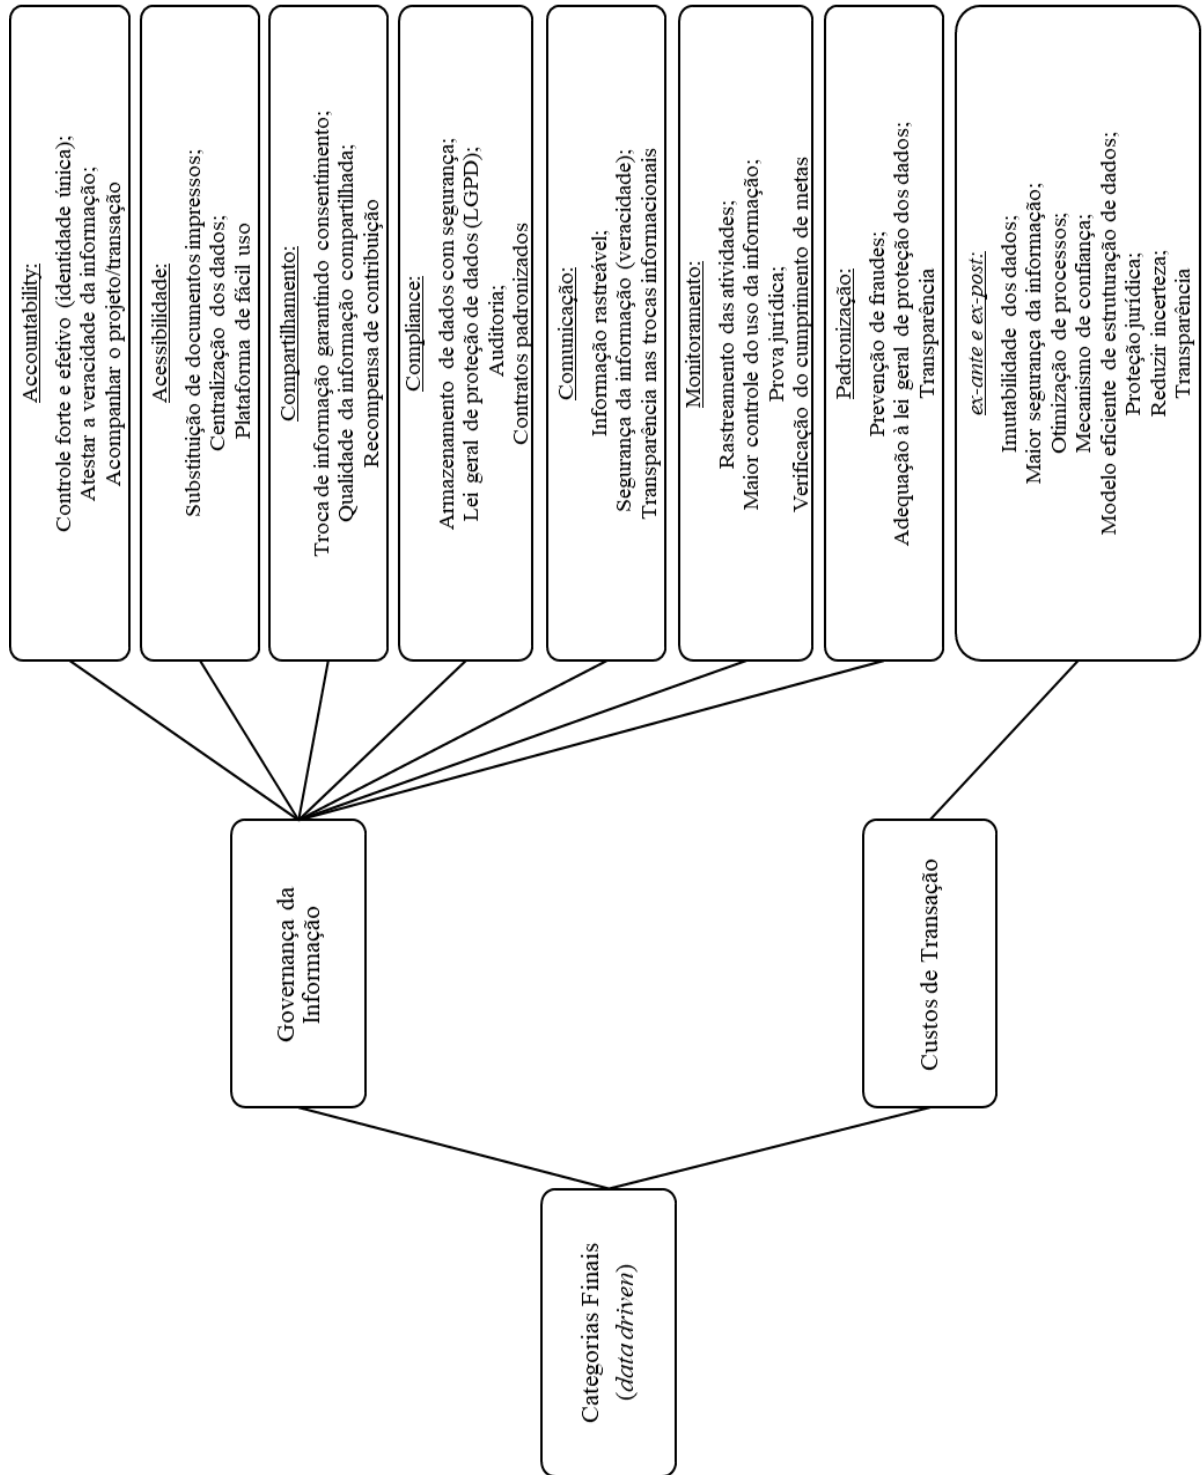 Categorias Finais
(data driven)
Governança da
Informação
Custos de Transação
Accountability:
Controle forte e efetivo (identidade única);
Atestar a veracidade da informação;
Acompanhar o projeto/transação
Acessibilidade:
Substituição de documentos impressos;
Centralização dos dados;
Plataforma de fácil uso
Compartilhamento:
Troca de informação garantindo consentimento;
Qualidade da informação compartilhada;
Recompensa de contribuição
Compliance:
Armazenamento de dados com segurança;
Lei geral de proteção de dados (LGPD);
Auditoria;
Contratos padronizados
Comunicação:
Informação rastreável;
Segurança da informação (veracidade);
Transparência nas trocas informacionais
Monitoramento:
Rastreamento das atividades;
Maior controle do uso da informação;
Prova jurídica;
Verificação do cumprimento de metas
Padronização:
Prevenção de fraudes;
Adequação à lei geral de proteção dos dados;
Transparência
ex-ante e ex-post:
Imutabilidade dos dados;
Maior segurança da informação;
Otimização de processos;
Mecanismo de confiança;
Modelo eficiente de estruturação de dados;
Proteção jurídica;
Reduzir incerteza;
Transparência